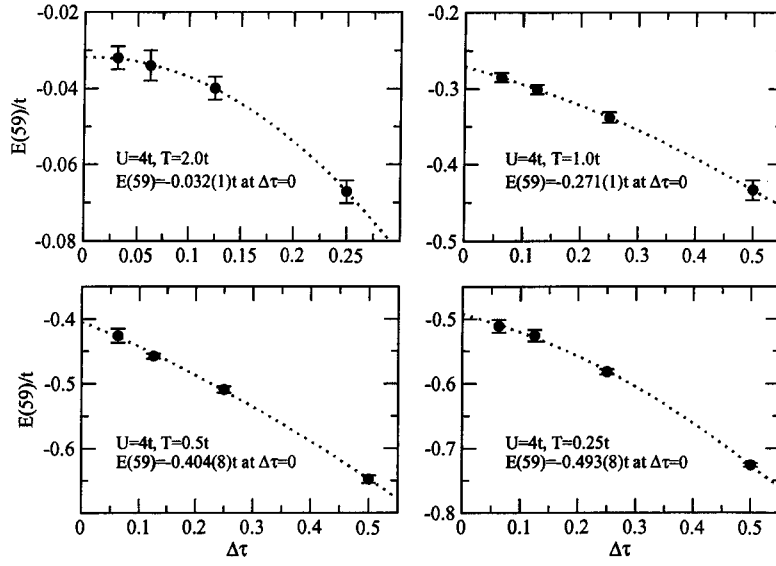 -0.02
-0.04
-0.06
-0.08
E(59)/t
U=4t, T=2.0t
E(59)=-0.032(1)t at Δτ=0
0 0.05 0.1 0.15 0.2 0.25
-0.2
-0.3
-0.4
-0.5
U=4t, T=1.0t
E(59)=-0.271(1)t at Δτ=0
0 0.1 0.2 0.3 0.4 0.5
-0.4
-0.5
-0.6
E(59)/t
U=4t, T=0.5t
E(59)=-0.404(8)t at Δτ=0
0 0.1 0.2 0.3 0.4 0.5
Δτ
-0.5
-0.6
-0.7
-0.8
U=4t, T=0.25t
E(59)=-0.493(8)t at Δτ=0
0 0.1 0.2 0.3 0.4 0.5
Δτ